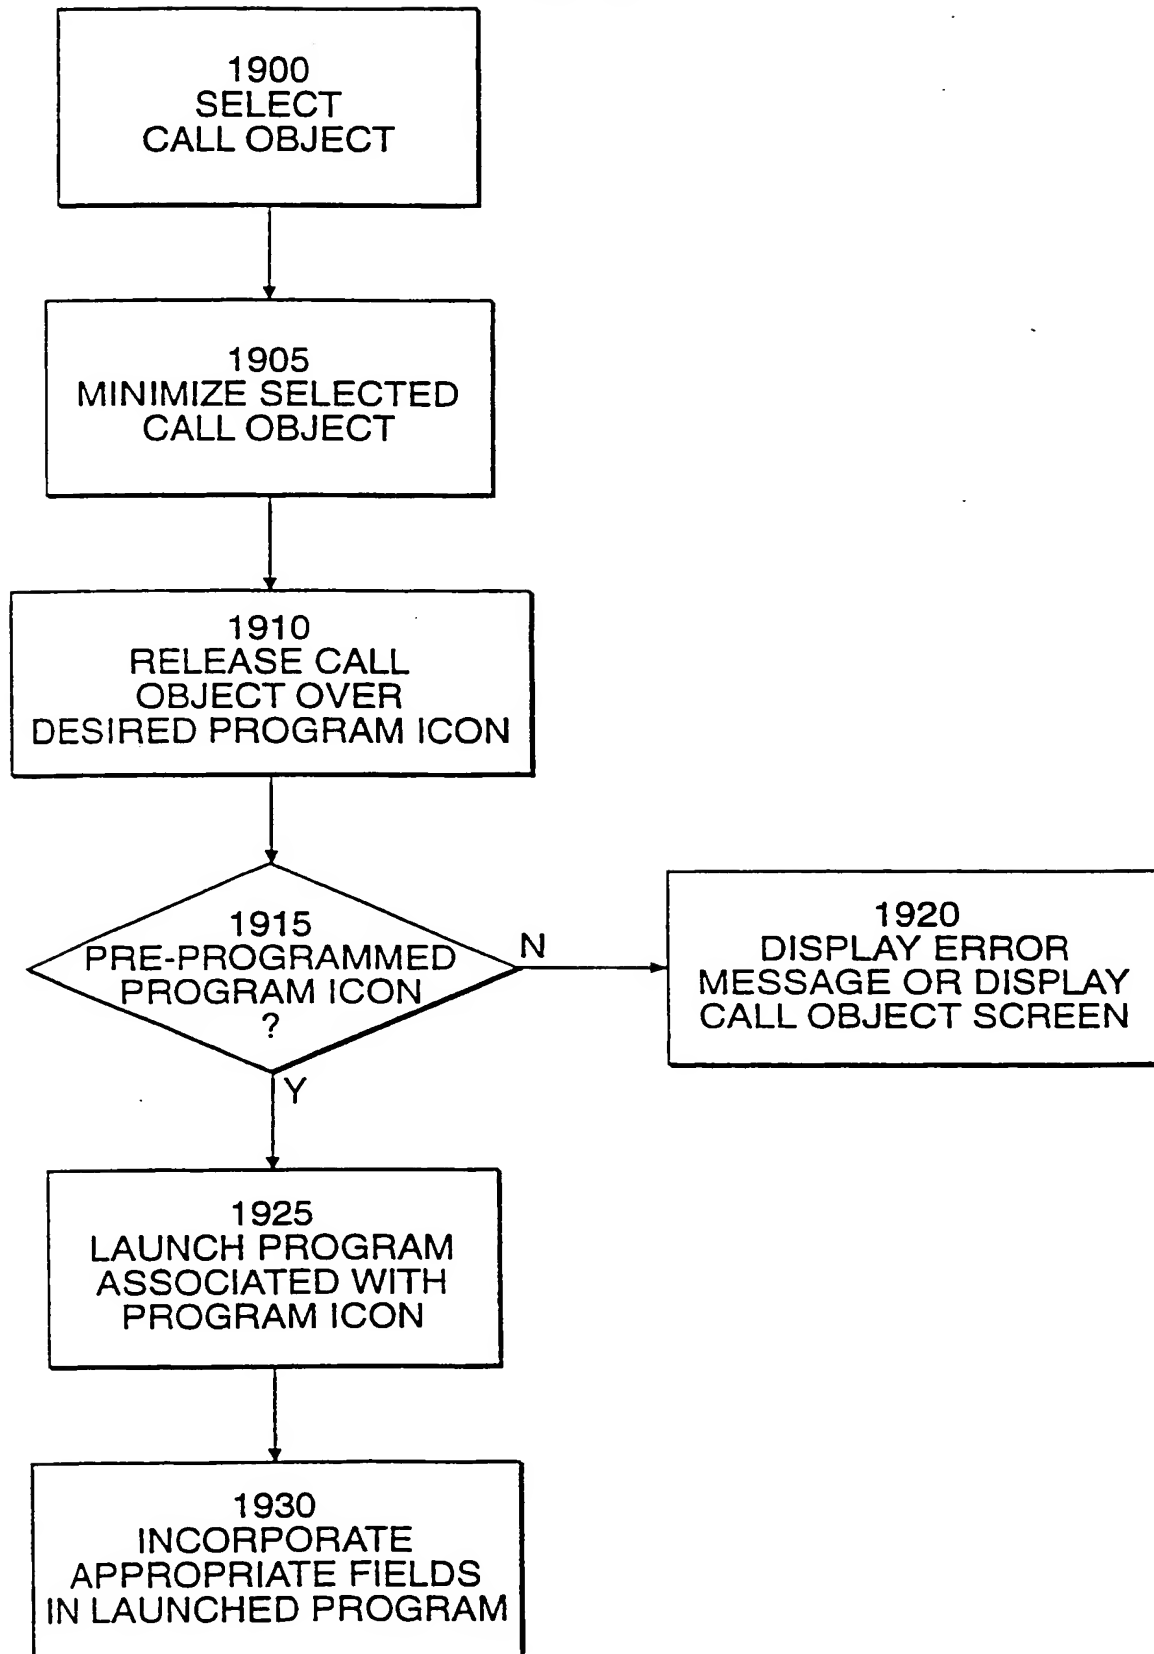 1900
SELECT
CALL OBJECT
1905
MINIMIZE SELECTED
CALL OBJECT
1910
RELEASE CALL
OBJECT OVER
DESIRED PROGRAM ICON
1915
PRE-PROGRAMMED
PROGRAM ICON
?
N
1920
DISPLAY ERROR
MESSAGE OR DISPLAY
CALL OBJECT SCREEN
Y
1925
LAUNCH PROGRAM
ASSOCIATED WITH
PROGRAM ICON
1930
INCORPORATE
APPROPRIATE FIELDS
IN LAUNCHED PROGRAM